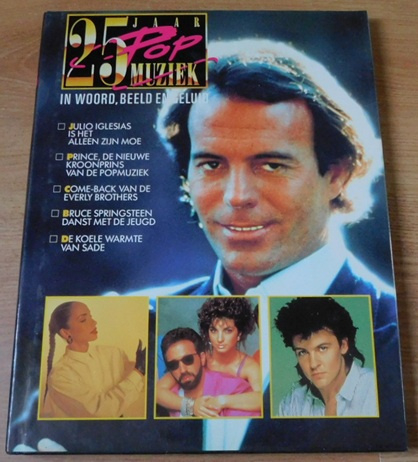 25 JAAR
Pop
MUZIEK
IN WOORD, BEELD EN GELUID
JULIO IGLESIAS
IS HET
ALLEEN ZIJN MOE
PRINCE, DE NIEUWE
KROONPRINS
VAN DE POPMUZIEK
COME-BACK VAN DE
EVERLY BROTHERS
BRUCE SPRINGSTEEN
DANST MET DE JEUGD
DE KOELE WARMTE
VAN SADE